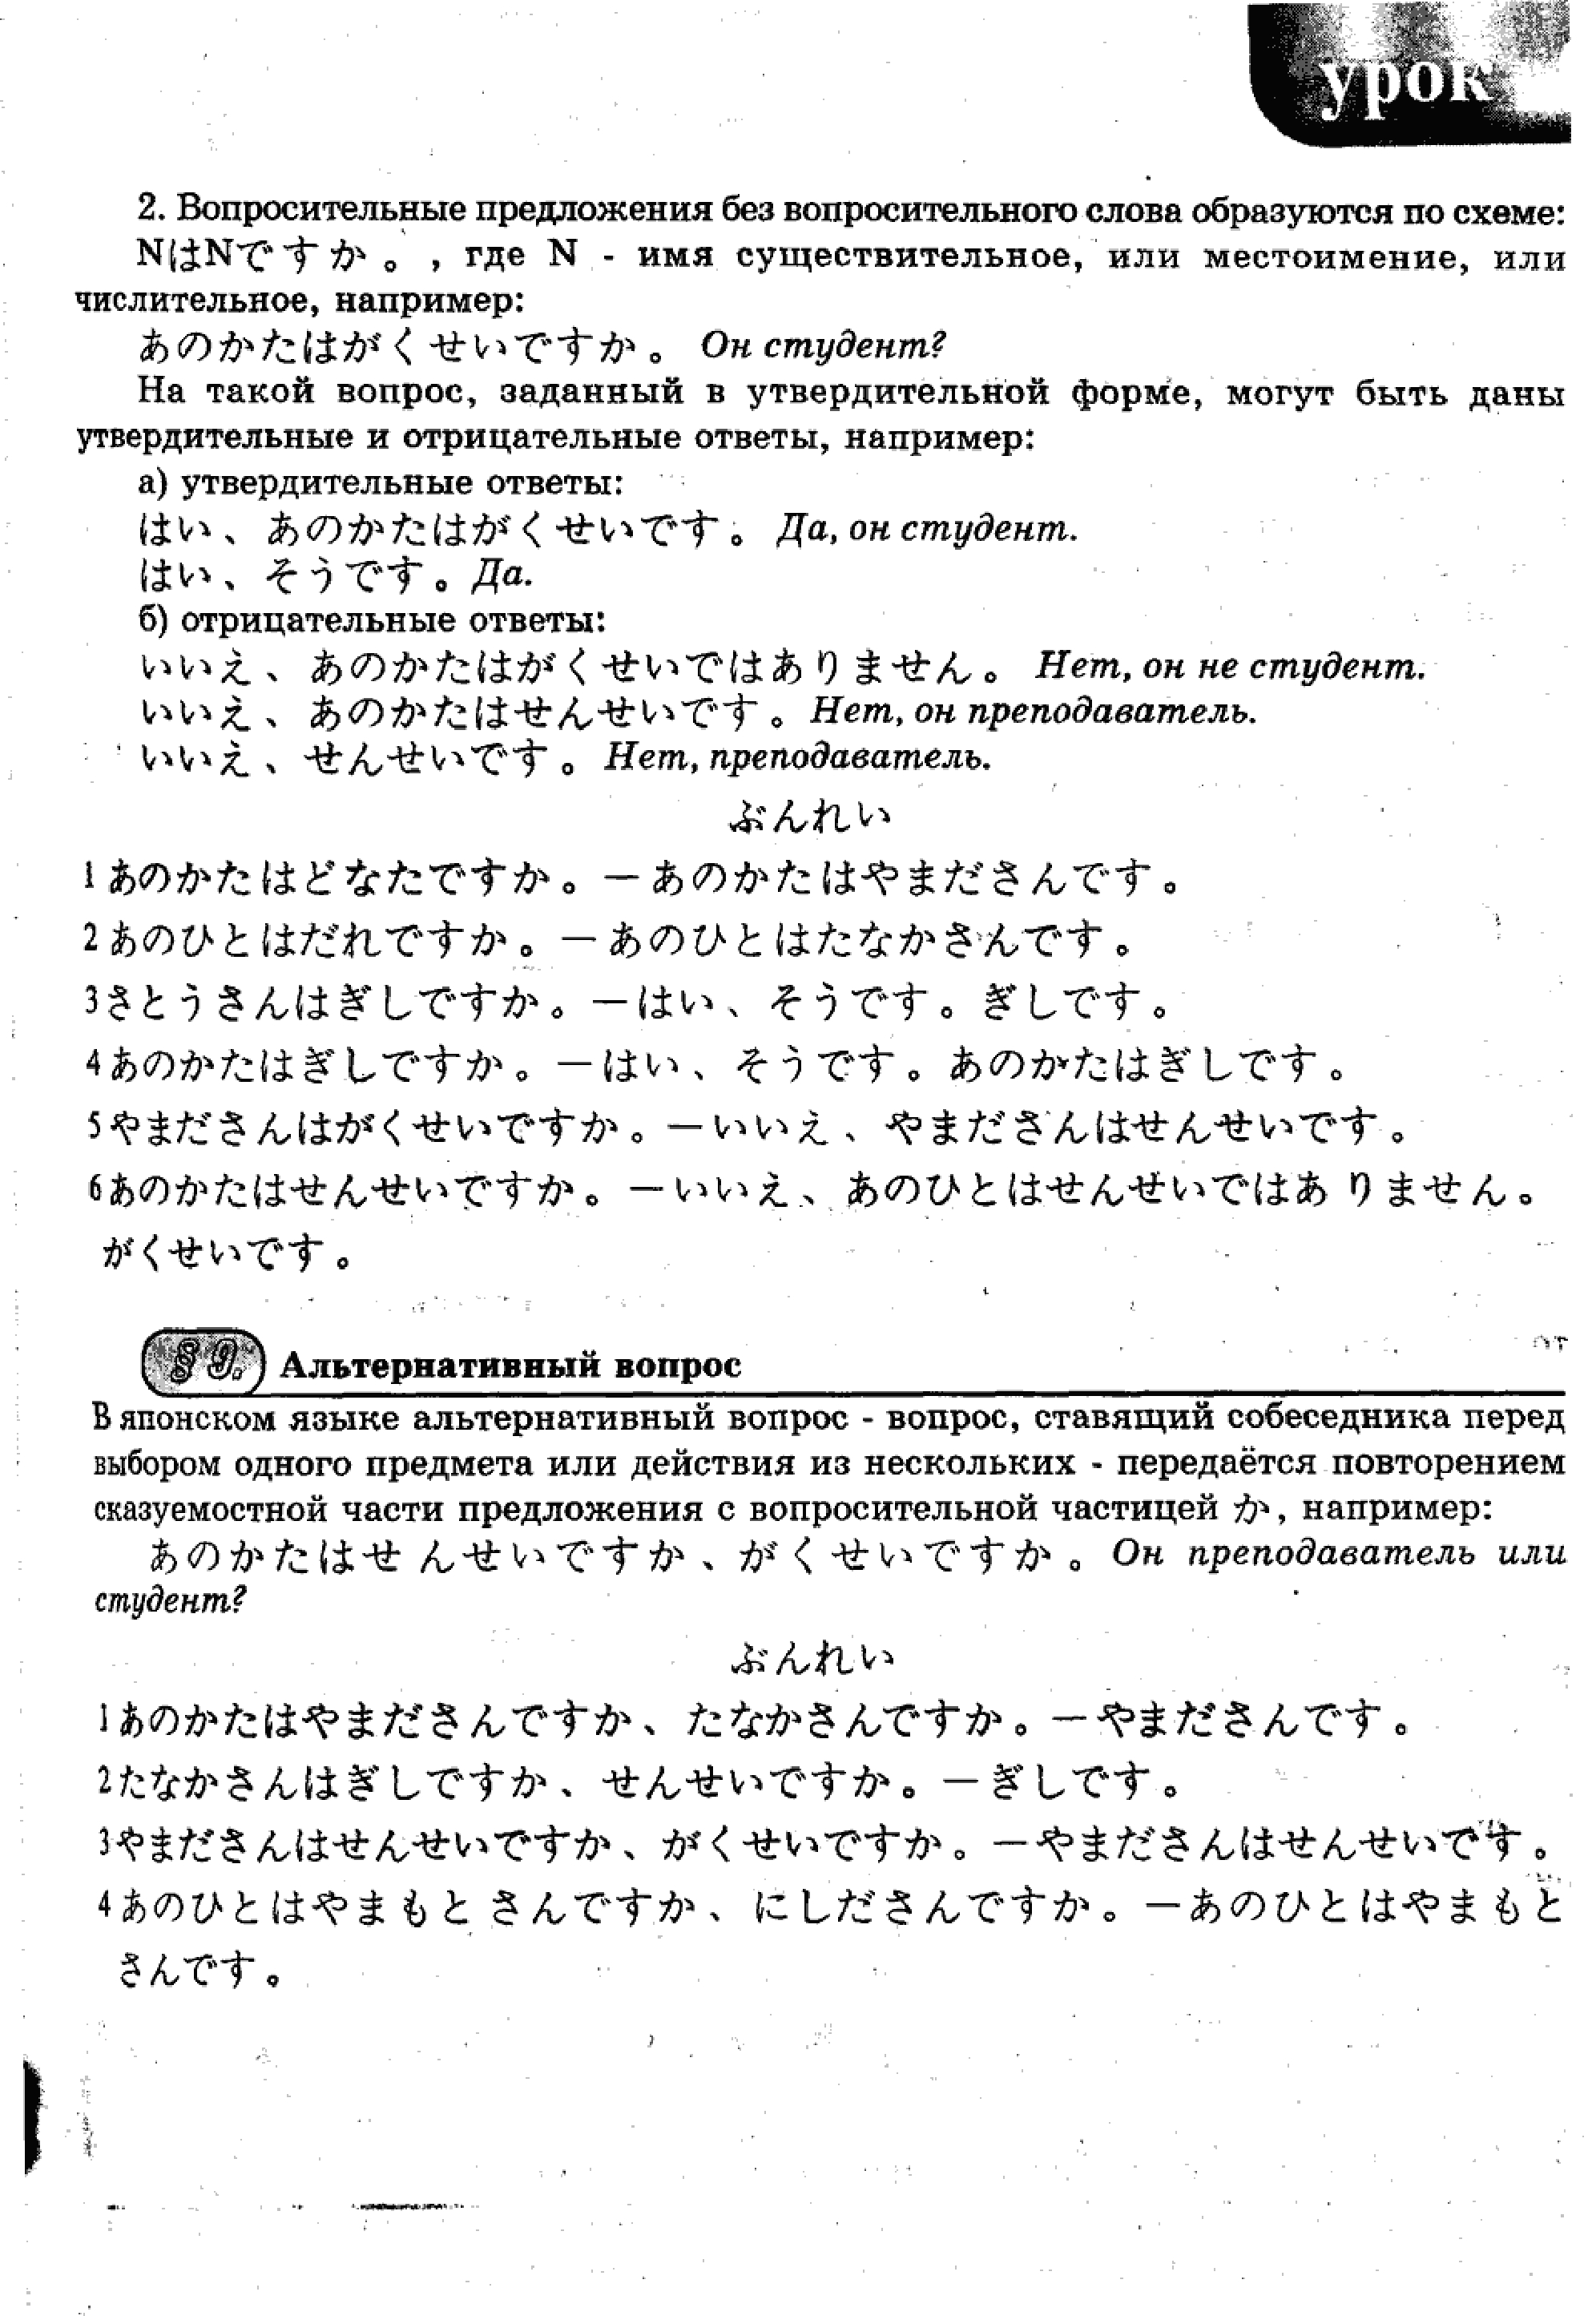 урок
2. Вопросительные предложения без вопросительного слова образуются по схеме:
NはNですか。, где N - имя существительное, или местоимение, или
числительное, например:
あのかたはがくせいですか。 Он студент?
На такой вопрос, заданный в утвердительной форме, могут быть даны
утвердительные и отрицательные ответы, например:
а) утвердительные ответы:
はい、あのかたはがくせいです。 Да, он студент.
はい、そうです。Да.
б) отрицательные ответы:
いいえ、あのかたはがくせいではありません。 Нет, он не студент.
いいえ、あのかたはせんせいです。Нет, он преподаватель.
いいえ、せんせいです。Нет, преподаватель.
ぶんれい
1あのかたはどなたですか。ーあのかたはやまださんです。
2あのひとはだれですか。ーあのひとはたなかさんです。
3さとうさんはぎしですか。ーはい、そうです。ぎしです。
4あのかたはぎしですか。ーはい、そうです。あのかたはぎしです。
5やまださんはがくせいですか。ーいいえ、やまださんはせんせいです。
6あのかたはせんせいですか。ーいいえ、あのひとはせんせいではありません。
がくせいです。
§ 9. Альтернативный вопрос
В японском языке альтернативный вопрос - вопрос, ставящий собеседника перед
выбором одного предмета или действия из нескольких - передаётся повторением
сказуемостной части предложения с вопросительной частицей か, например:
あのかたはせんせいですか、がくせいですか。Он преподаватель или
студент?
ぶんれい
1あのかたはやまださんですか、たなかさんですか。ーやまださんです。
2たなかさんはぎしですか、せんせいですか。ーぎしです。
3やまださんはせんせいですか、がくせいですか。ーやまださんはせんせいです。
4あのひとはやまもとさんですか、にしださんですか。ーあのひとはやまもと
さんです。